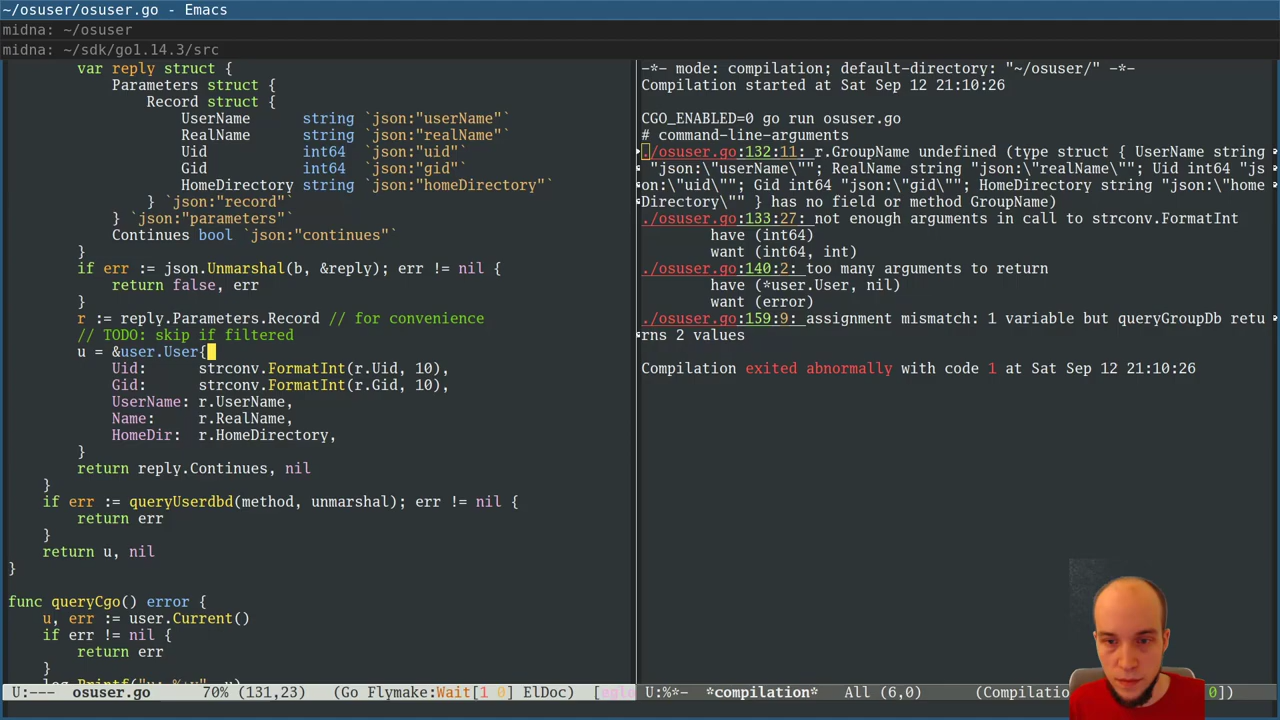 ~/osuser/osuser.go - Emacs
midna: ~/osuser
midna: ~/sdk/go1.14.3/src
var reply struct {
Parameters struct {
Record struct {
UserName string `json:"userName"`
RealName string `json:"realName"`
Uid int64 `json:"uid"`
Gid int64 `json:"gid"`
HomeDirectory string `json:"homeDirectory"`
} `json:"record"`
} `json:"parameters"`
Continues bool `json:"continues"`
}
if err := json.Unmarshal(b, &reply); err != nil {
return false, err
}
r := reply.Parameters.Record // for convenience
// TODO: skip if filtered
u = &user.User{
Uid: strconv.FormatInt(r.Uid, 10),
Gid: strconv.FormatInt(r.Gid, 10),
UserName: r.UserName,
Name: r.RealName,
HomeDir: r.HomeDirectory,
}
return reply.Continues, nil
}
if err := queryUserdbd(method, unmarshal); err != nil {
return err
}
return u, nil
}
func queryCgo() error {
u, err := user.Current()
if err != nil {
return err
}
log.Printf("u: %+v", u)
U:--- osuser.go 70% (131,23) (Go Flymake:Wait[1 0] ElDoc) [eglo
-*- mode: compilation; default-directory: "~/osuser/" -*-
Compilation started at Sat Sep 12 21:10:26
CGO_ENABLED=0 go run osuser.go
# command-line-arguments
./osuser.go:132:11: r.GroupName undefined (type struct { UserName string
"json:\"userName\""; RealName string "json:\"realName\""; Uid int64 "js
on:\"uid\""; Gid int64 "json:\"gid\""; HomeDirectory string "json:\"home
Directory\"" } has no field or method GroupName)
./osuser.go:133:27: not enough arguments in call to strconv.FormatInt
have (int64)
want (int64, int)
./osuser.go:140:2: too many arguments to return
have (*user.User, nil)
want (error)
./osuser.go:159:9: assignment mismatch: 1 variable but queryGroupDb retu
rns 2 values
Compilation exited abnormally with code 1 at Sat Sep 12 21:10:26
U:%*- *compilation* All (6,0) (Compilatio 0])